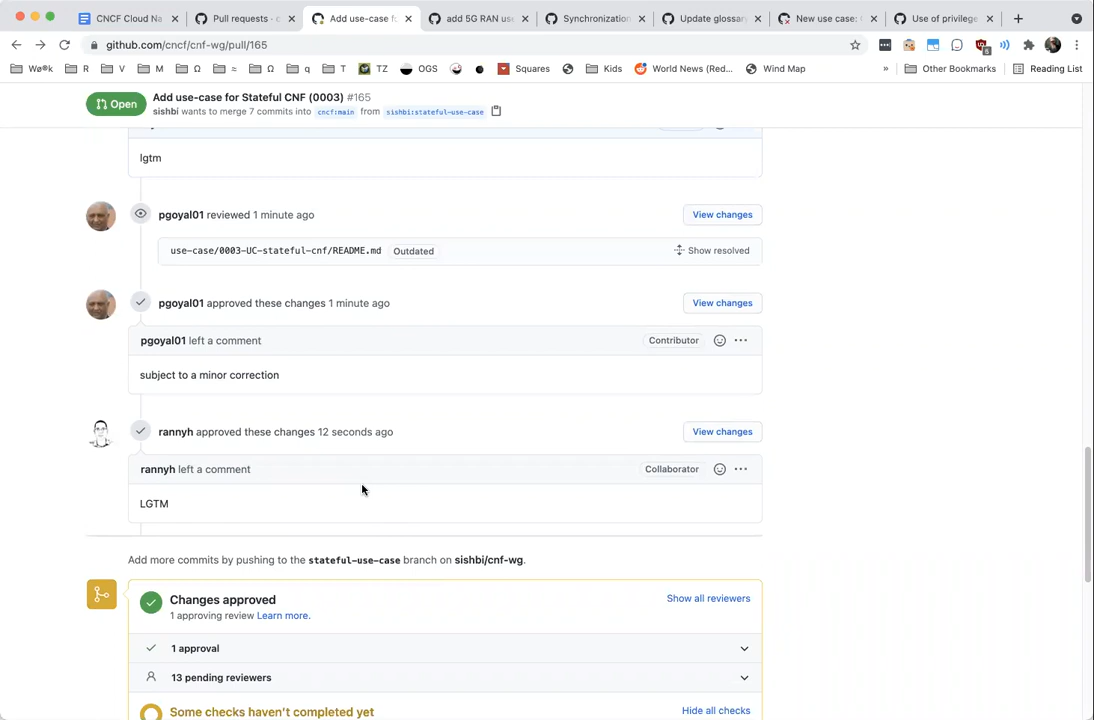 CNCF Cloud Na
Pull requests · c
Add use-case fo
add 5G RAN use
Synchronization
Update glossary
New use case:
Use of privilege
github.com/cncf/cnf-wg/pull/165
5
Wø®k
R
V
M
Ω
≈
Ω
q
T
TZ
OGS
Squares
Kids
World News (Red...
Wind Map
»
Other Bookmarks
Reading List
Open
Add use-case for Stateful CNF (0003) #165
sishbi wants to merge 7 commits into cncf:main from sishbi:stateful-use-case
lgtm
pgoyal01 reviewed 1 minute ago
View changes
use-case/0003-UC-stateful-cnf/README.md Outdated
Show resolved
pgoyal01 approved these changes 1 minute ago
View changes
pgoyal01 left a comment
Contributor
subject to a minor correction
rannyh approved these changes 12 seconds ago
View changes
rannyh left a comment
Collaborator
LGTM
Add more commits by pushing to the stateful-use-case branch on sishbi/cnf-wg.
Changes approved
Show all reviewers
1 approving review Learn more.
1 approval
13 pending reviewers
Some checks haven't completed yet
Hide all checks